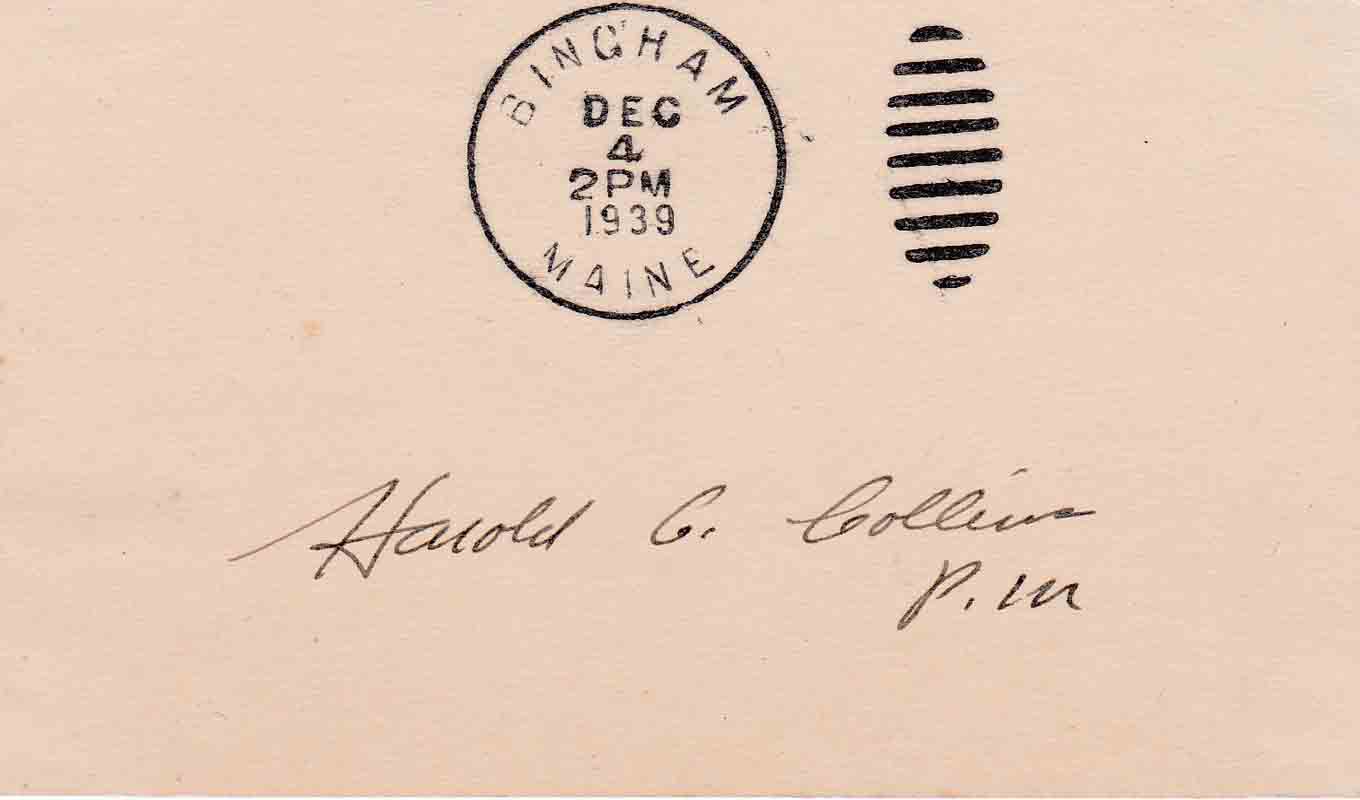 BINGHAM
DEC
4
2PM
1939
MAINE
Harold C. Collins
P.M